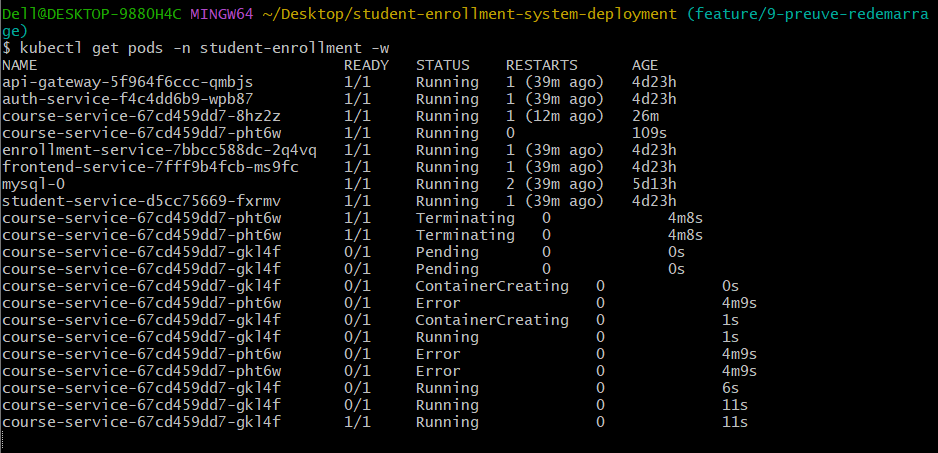 Dell@DESKTOP-988OH4C MINGW64 ~/Desktop/student-enrollment-system-deployment (feature/9-preuve-redemarra
ge)
$ kubectl get pods -n student-enrollment -w
NAME READY STATUS RESTARTS AGE
api-gateway-5f964f6ccc-qmbjs 1/1 Running 1 (39m ago) 4d23h
auth-service-f4c4dd6b9-wpb87 1/1 Running 1 (39m ago) 4d23h
course-service-67cd459dd7-8hz2z 1/1 Running 1 (12m ago) 26m
course-service-67cd459dd7-pht6w 1/1 Running 0 109s
enrollment-service-7bbcc588dc-2q4vq 1/1 Running 1 (39m ago) 4d23h
frontend-service-7fff9b4fcb-ms9fc 1/1 Running 1 (39m ago) 4d23h
mysql-0 1/1 Running 2 (39m ago) 5d13h
student-service-d5cc75669-fxrmv 1/1 Running 1 (39m ago) 4d23h
course-service-67cd459dd7-pht6w 1/1 Terminating 0 4m8s
course-service-67cd459dd7-pht6w 1/1 Terminating 0 4m8s
course-service-67cd459dd7-gkl4f 0/1 Pending 0 0s
course-service-67cd459dd7-gkl4f 0/1 Pending 0 0s
course-service-67cd459dd7-gkl4f 0/1 ContainerCreating 0 0s
course-service-67cd459dd7-pht6w 0/1 Error 0 4m9s
course-service-67cd459dd7-gkl4f 0/1 ContainerCreating 0 1s
course-service-67cd459dd7-gkl4f 0/1 Running 0 1s
course-service-67cd459dd7-pht6w 0/1 Error 0 4m9s
course-service-67cd459dd7-pht6w 0/1 Error 0 4m9s
course-service-67cd459dd7-gkl4f 0/1 Running 0 6s
course-service-67cd459dd7-gkl4f 0/1 Running 0 11s
course-service-67cd459dd7-gkl4f 1/1 Running 0 11s